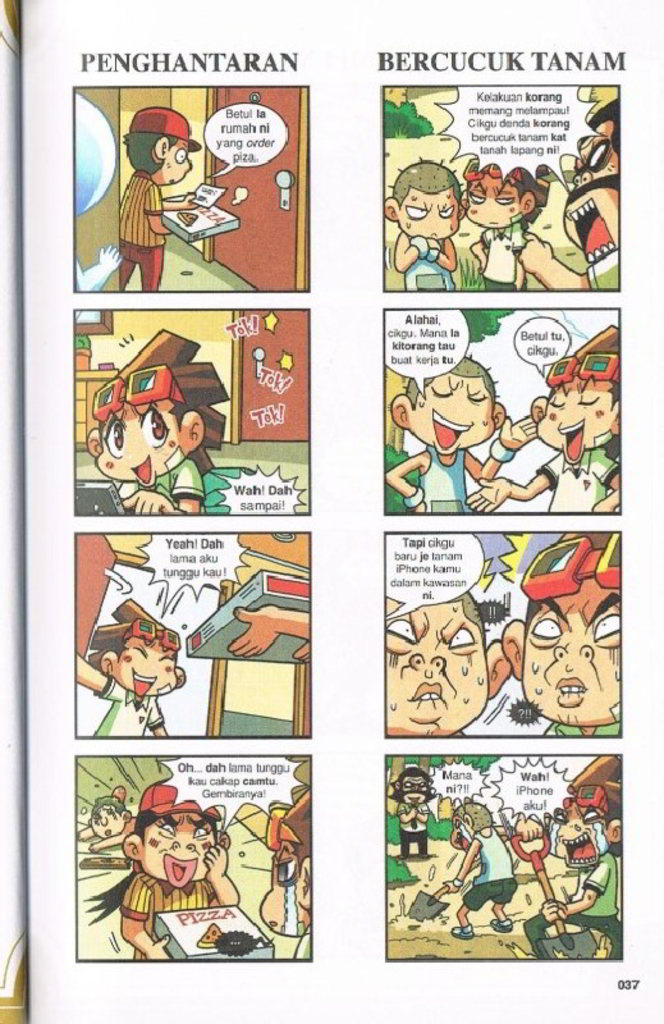 PENGHANTARAN
Betul la
rumah ni
yang order
piza.
PIZZA
Tok!
Tok!
Tok!
Wah! Dah
sampai!
Yeah! Dah
lama aku
tunggu kau!
Oh... dah lama tunggu
kau cakap camtu.
Gembiranya!
PIZZA
BERCUCUK TANAM
Kelakuan korang
memang melampau!
Cikgu denda korang
bercucuk tanam kat
tanah lapang ni!
Alahai,
cikgu. Mana la
kitorang tau
buat kerja tu.
Betul tu,
cikgu.
Tapi cikgu
baru je tanam
iPhone kamu
dalam kawasan
ni.
!!
?!!
Mana
ni?!!
Wah!
iPhone
aku!
037